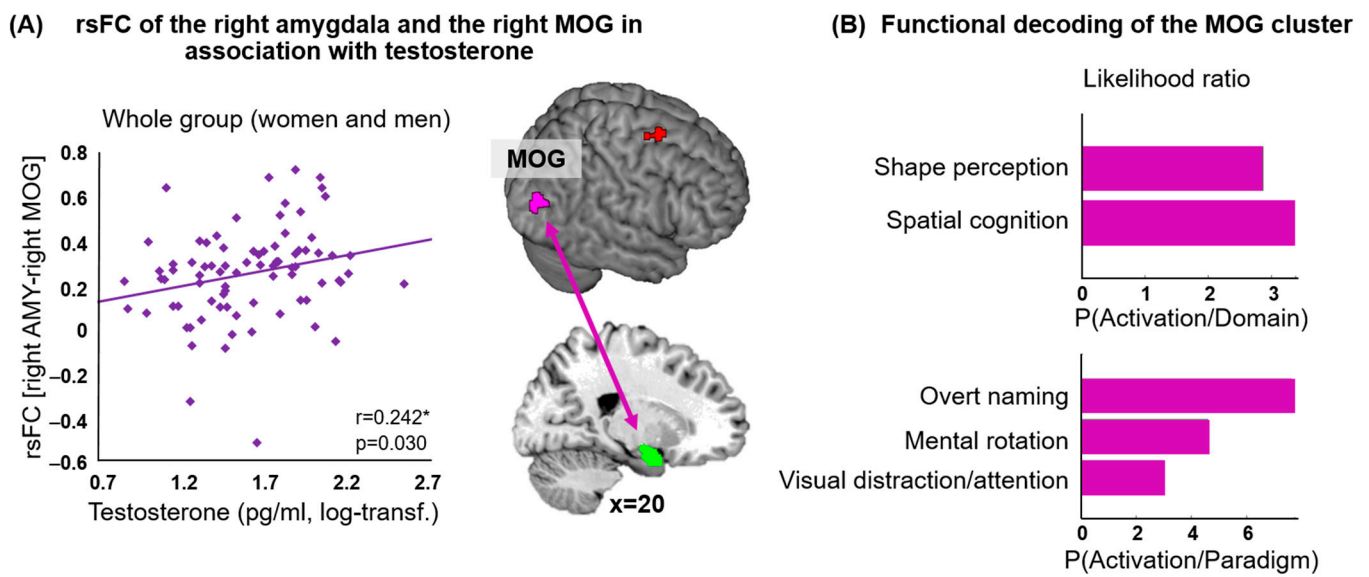 (A) rsFC of the right amygdala and the right MOG in
association with testosterone
Whole group (women and men)
rsFC [right AMY-right MOG]
0.8
0.6
0.4
0.2
0
–0.2
–0.4
–0.6
r=0.242*
p=0.030
0.7 1.2 1.7 2.2 2.7
Testosterone (pg/ml, log-transf.)
MOG
x=20
(B) Functional decoding of the MOG cluster
Likelihood ratio
Shape perception
Spatial cognition
0 1 2 3
P(Activation/Domain)
Overt naming
Mental rotation
Visual distraction/attention
0 2 4 6
P(Activation/Paradigm)